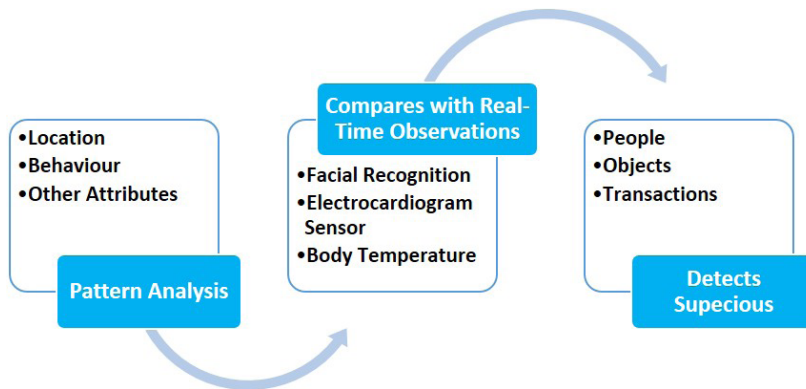 •Location
•Behaviour
•Other Attributes
Pattern Analysis
Compares with Real-
Time Observations
•Facial Recognition
•Electrocardiogram
Sensor
•Body Temperature
•People
•Objects
•Transactions
Detects
Supecious